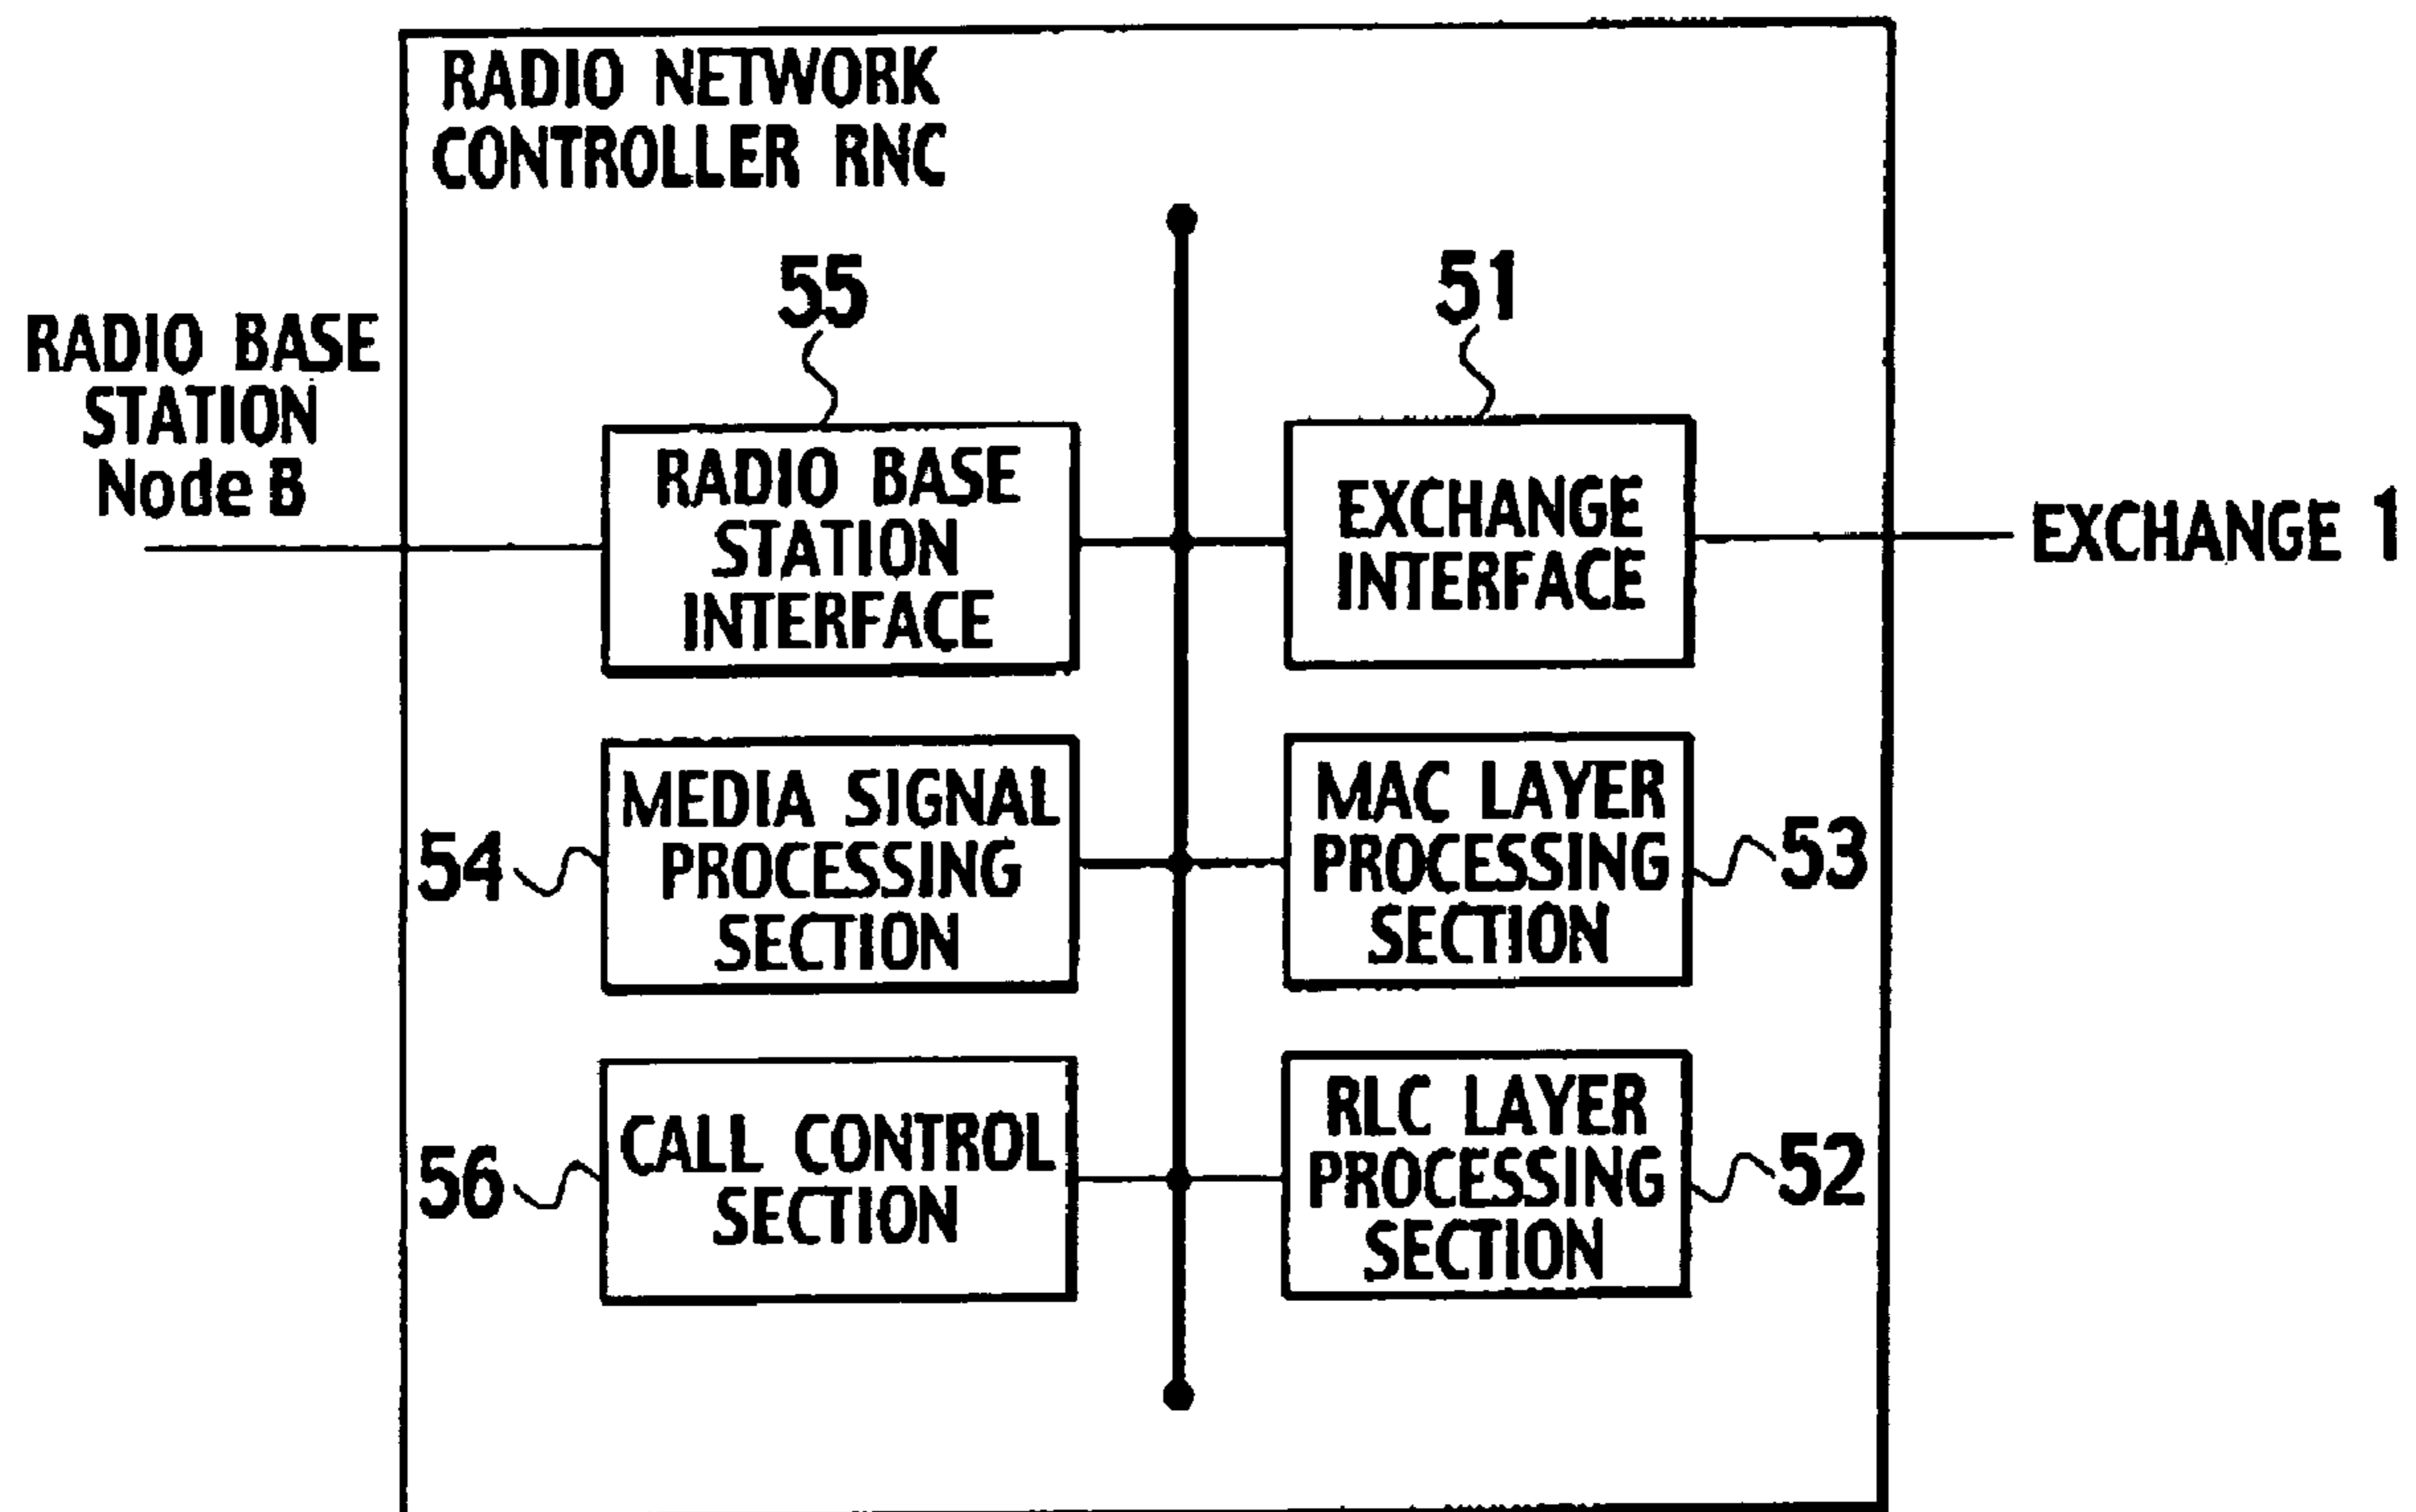 RADIO NETWORK
CONTROLLER RNC
55
51
RADIO BASE
STATION
Node B
RADIO BASE
STATION
INTERFACE
EXCHANGE
INTERFACE
EXCHANGE 1
54
MEDIA SIGNAL
PROCESSING
SECTION
MAC LAYER
PROCESSING
SECTION
53
56
CALL CONTROL
SECTION
RLC LAYER
PROCESSING
SECTION
52